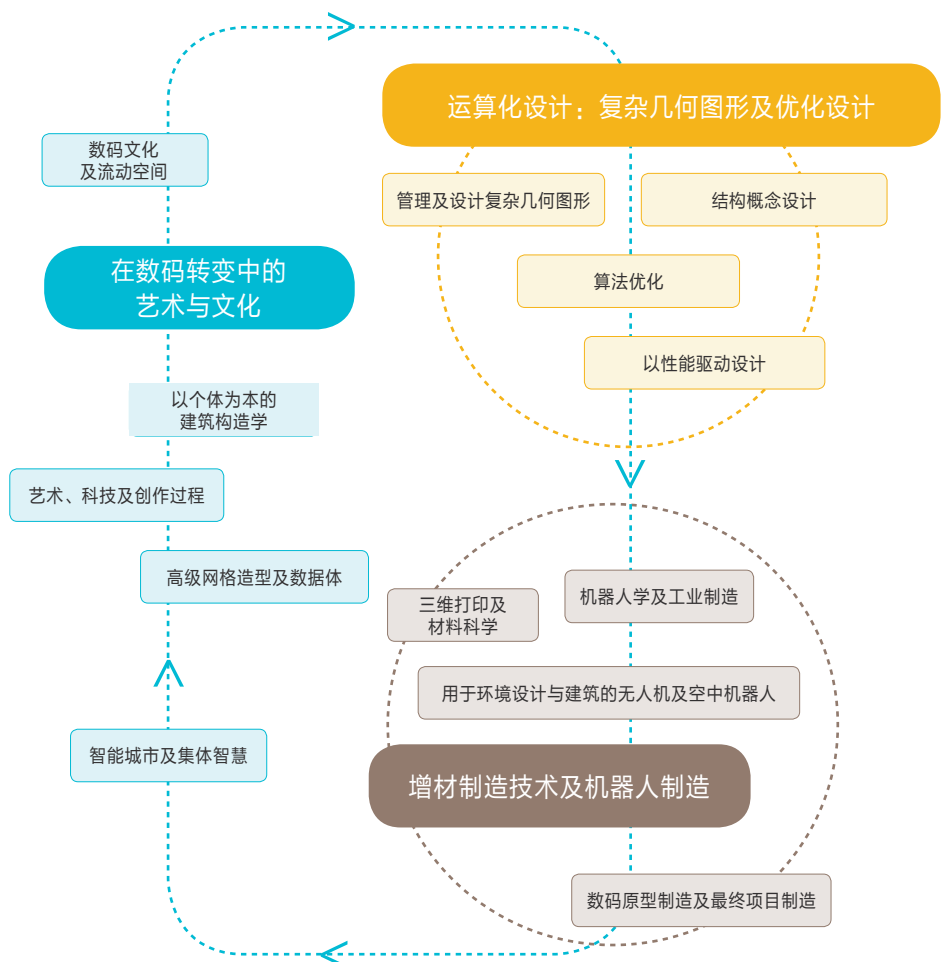 运算化设计：复杂几何图形及优化设计
数码文化
及流动空间
管理及设计复杂几何图形
结构概念设计
在数码转变中的
艺术与文化
算法优化
以性能驱动设计
以个体为本的
建筑构造学
艺术、科技及创作过程
高级网格造型及数据体
机器人学及工业制造
三维打印及
材料科学
用于环境设计与建筑的无人机及空中机器人
智能城市及集体智慧
增材制造技术及机器人制造
数码原型制造及最终项目制造